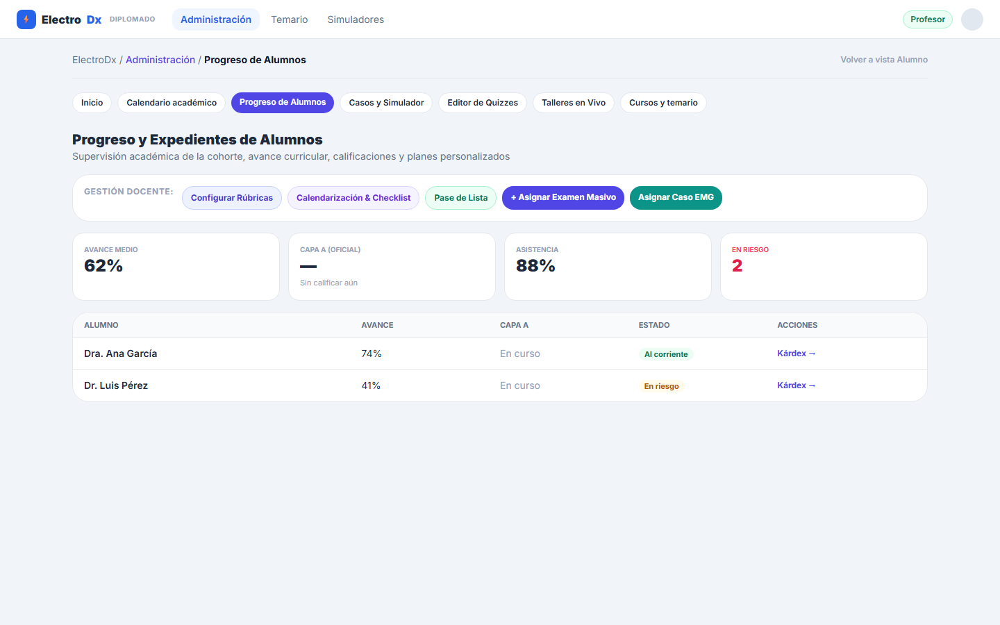 Electro Dx DIPLOMADO Administración Temario Simuladores Profesor
ElectroDx / Administración / Progreso de Alumnos Volver a vista Alumno
Inicio Calendario académico Progreso de Alumnos Casos y Simulador Editor de Quizzes Talleres en Vivo Cursos y temario
Progreso y Expedientes de Alumnos
Supervisión académica de la cohorte, avance curricular, calificaciones y planes personalizados
GESTIÓN DOCENTE: Configurar Rúbricas Calendarización & Checklist Pase de Lista + Asignar Examen Masivo Asignar Caso EMG
AVANCE MEDIO CAPA A (OFICIAL) ASISTENCIA EN RIESGO
62% — 88% 2
Sin calificar aún
ALUMNO AVANCE CAPA A ESTADO ACCIONES
Dra. Ana García 74% En curso Al corriente Kárdex →
Dr. Luis Pérez 41% En curso En riesgo Kárdex →